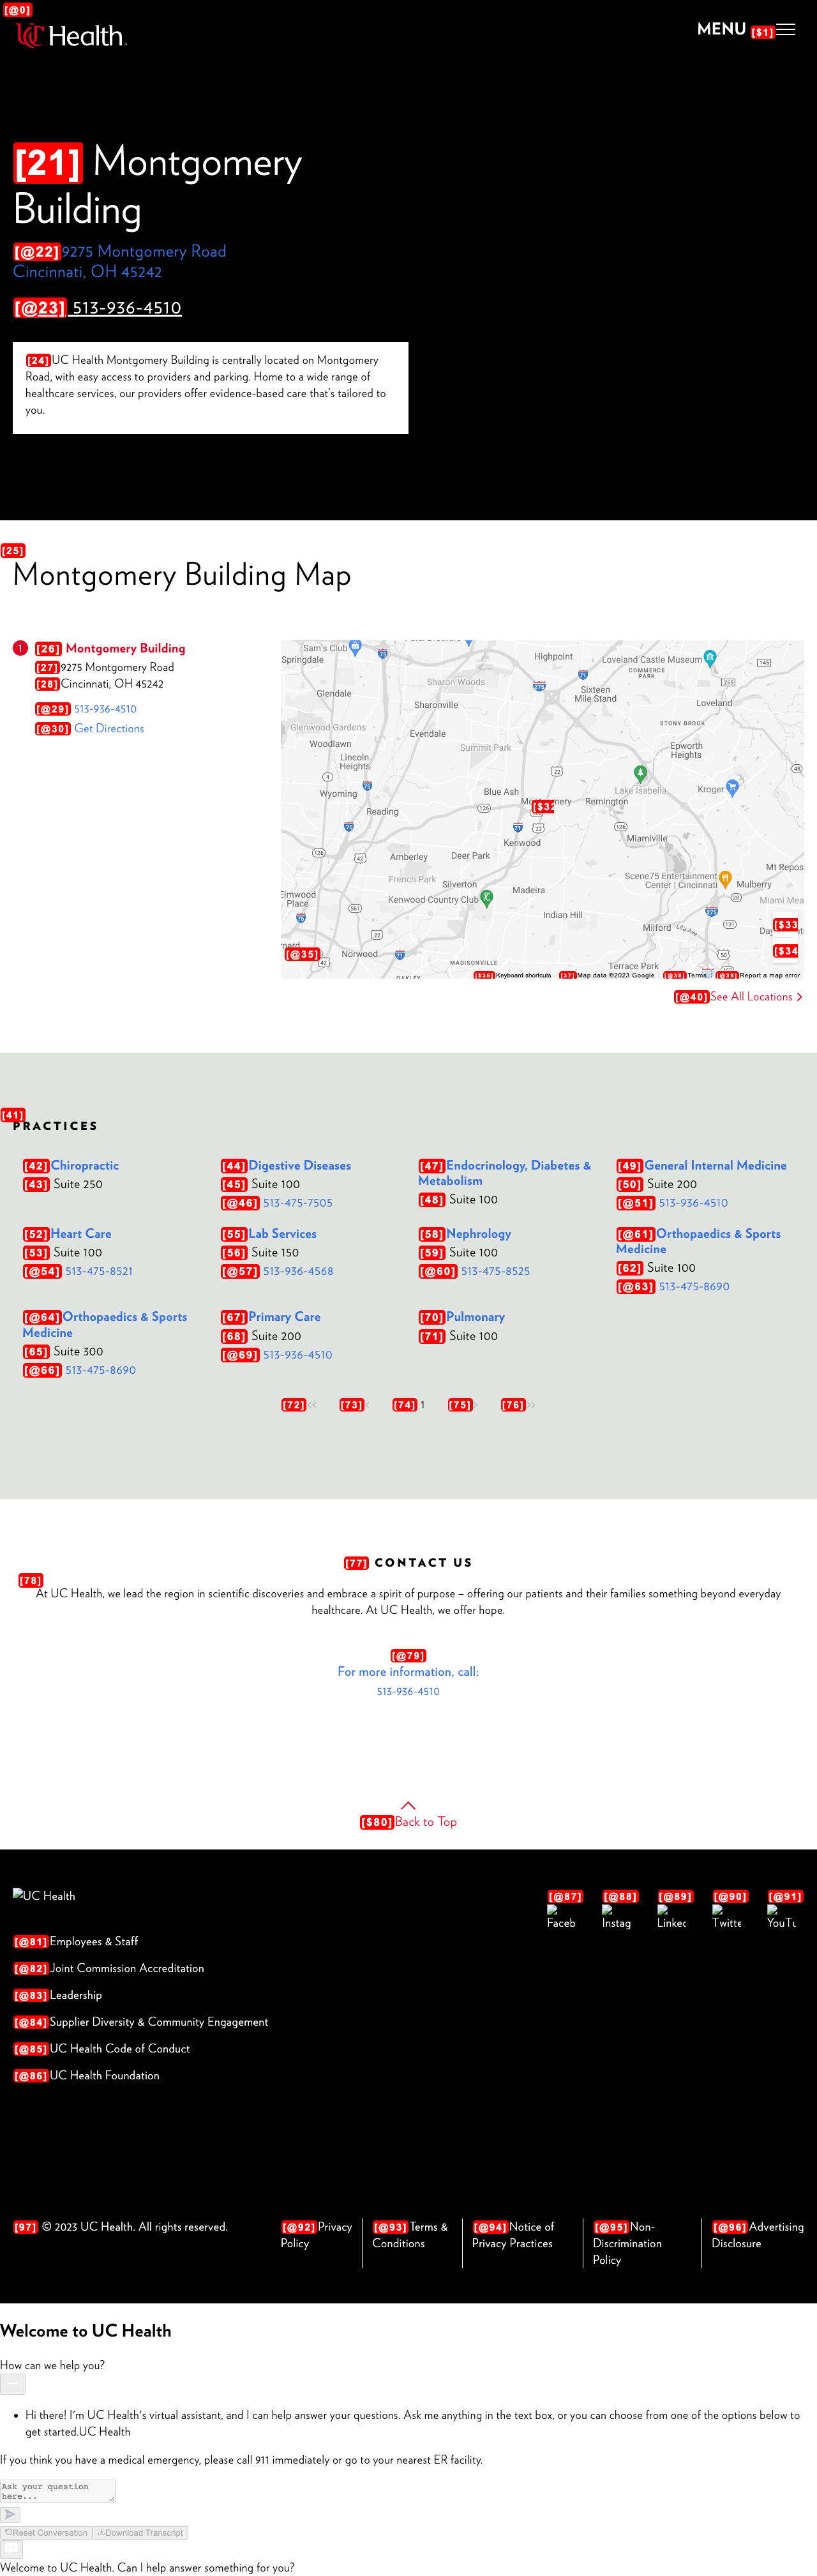 [@0]
UC Health
MENU [$1]
[21] Montgomery
Building
[@22]9275 Montgomery Road
Cincinnati, OH 45242
[@23] 513-936-4510
[24]UC Health Montgomery Building is centrally located on Montgomery
Road, with easy access to providers and parking. Home to a wide range of
healthcare services, our providers offer evidence-based care that's tailored to
you.
[25]
Montgomery Building Map
1 [26] Montgomery Building
[27]9275 Montgomery Road
[28]Cincinnati, OH 45242
[@29] 513-936-4510
[@30] Get Directions
Sam's Club
Springdale
Highpoint
Loveland Castle Museum
COMMERCE
PARK
Sharon Woods
Sixteen
Mile Stand
Glendale
Loveland
Sharonville
STONY BROOK
Glendale Gardens
Evendale
Woodlawn
Summit Park
Epworth
Heights
Lincoln
Heights
Wyoming
Blue Ash
Lake Isabella
Kroger
Remington
Reading
Kenwood
Miamiville
Amberley
Deer Park
Mt Repos
French Park
Silverton
Scene75 Entertainment
Center | Cincinnati
Mulberry
Elmwood
Place
Madeira
Kenwood Country Club
Miami Mea
Indian Hill
Milford
[$32
[$33
[$34
[@35]
Norwood
MADISONVILLE
Terrace Park
[$36]Keyboard shortcuts [37]Map data ©2023 Google [@38]Terms [@39]Report a map error
[@40]See All Locations
[41]
PRACTICES
[42]Chiropractic
[43] Suite 250
[44]Digestive Diseases
[45] Suite 100
[@46] 513-475-7505
[47]Endocrinology, Diabetes &
Metabolism
[48] Suite 100
[49]General Internal Medicine
[50] Suite 200
[@51] 513-936-4510
[52]Heart Care
[53] Suite 100
[@54] 513-475-8521
[55]Lab Services
[56] Suite 150
[@57] 513-936-4568
[58]Nephrology
[59] Suite 100
[@60] 513-475-8525
[@61]Orthopaedics & Sports
Medicine
[62] Suite 100
[@63] 513-475-8690
[@64]Orthopaedics & Sports
Medicine
[65] Suite 300
[@66] 513-475-8690
[67]Primary Care
[68] Suite 200
[@69] 513-936-4510
[70]Pulmonary
[71] Suite 100
[72]‹‹ [73]‹ [74] 1 [75]› [76]››
[77] CONTACT US
[78]
At UC Health, we lead the region in scientific discoveries and embrace a spirit of purpose – offering our patients and their families something beyond everyday
healthcare. At UC Health, we offer hope.
[@79]
For more information, call:
513-936-4510
[$80]Back to Top
UC Health
[@87] [@88] [@89] [@90] [@91]
Faceb Instag Linked Twitte YouTu
[@81]Employees & Staff
[@82]Joint Commission Accreditation
[@83]Leadership
[@84]Supplier Diversity & Community Engagement
[@85]UC Health Code of Conduct
[@86]UC Health Foundation
[97] © 2023 UC Health. All rights reserved.
[@92]Privacy
Policy
[@93]Terms &
Conditions
[@94]Notice of
Privacy Practices
[@95]Non-
Discrimination
Policy
[@96]Advertising
Disclosure
Welcome to UC Health
How can we help you?
• Hi there! I'm UC Health's virtual assistant, and I can help answer your questions. Ask me anything in the text box, or you can choose from one of the options below to
get started.UC Health
If you think you have a medical emergency, please call 911 immediately or go to your nearest ER facility.
Ask your question
here...
Reset Conversation Download Transcript
Welcome to UC Health. Can I help answer something for you?